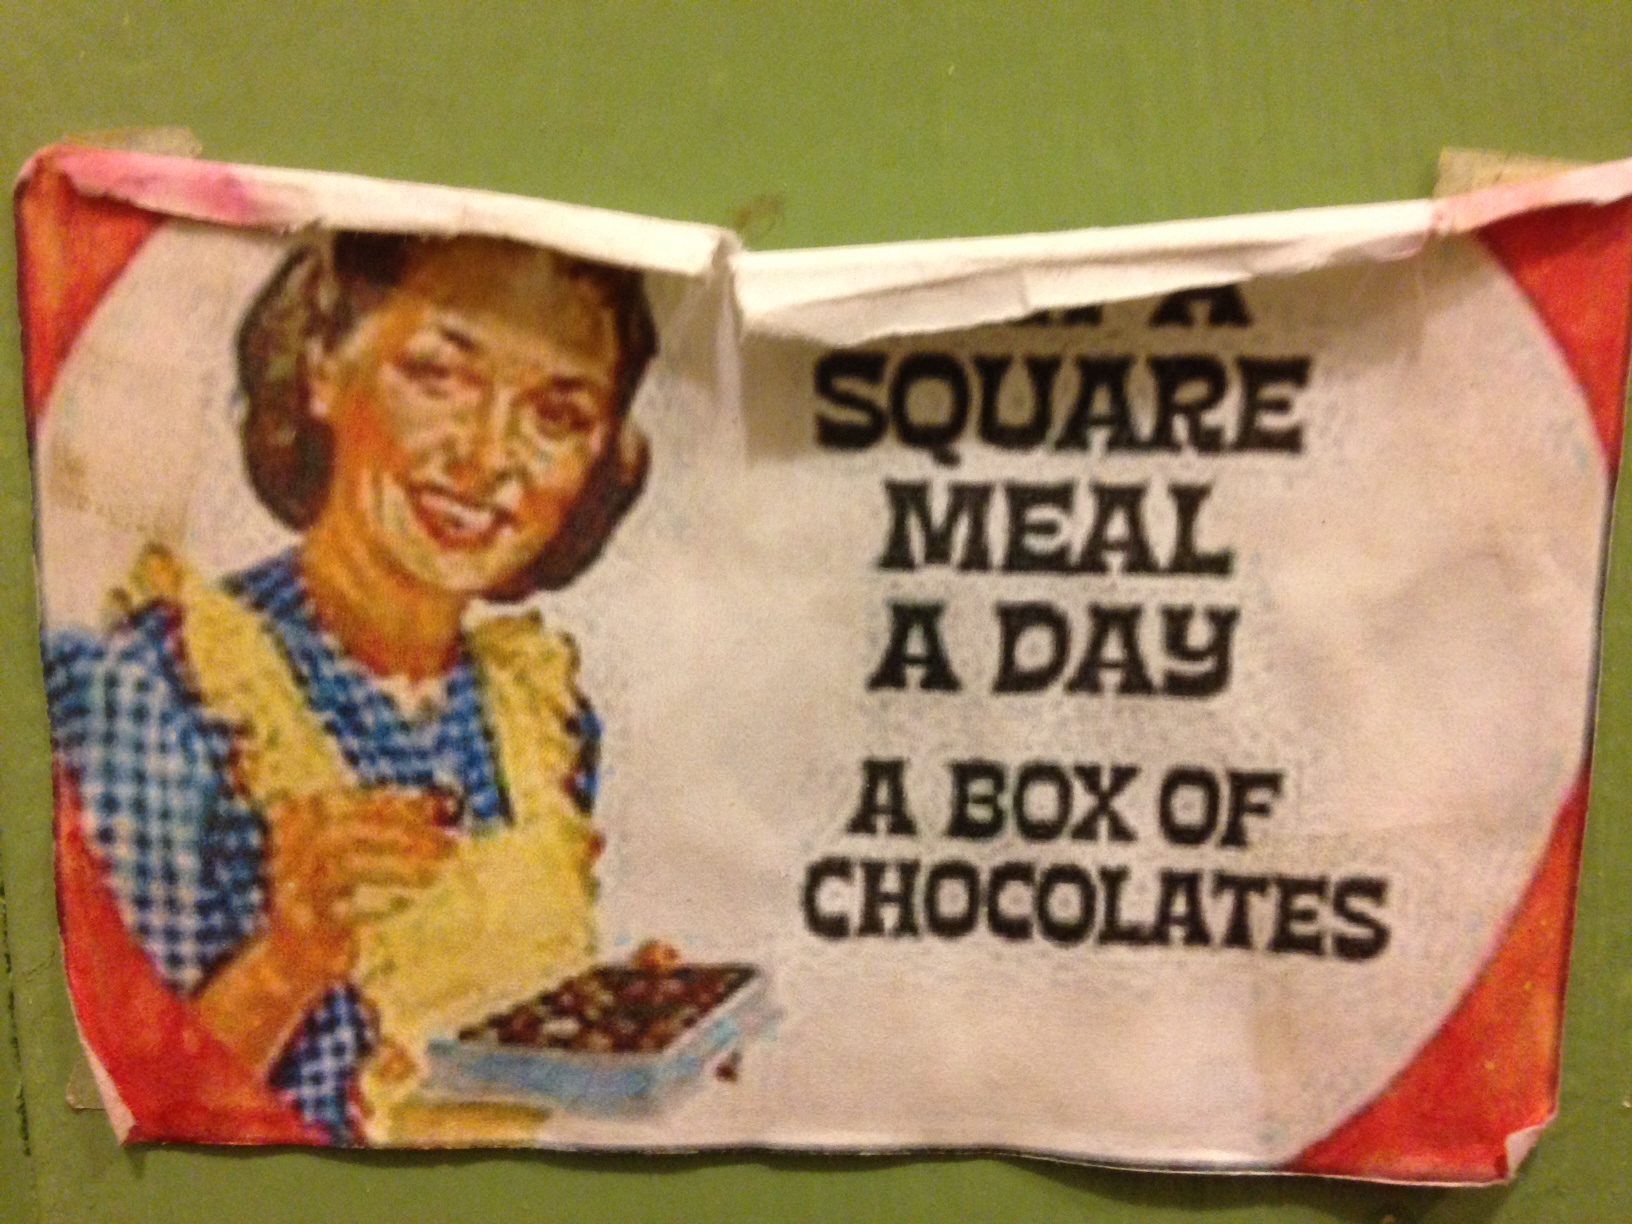 A
SQUARE
MEAL
A DAY
A BOX OF
CHOCOLATES